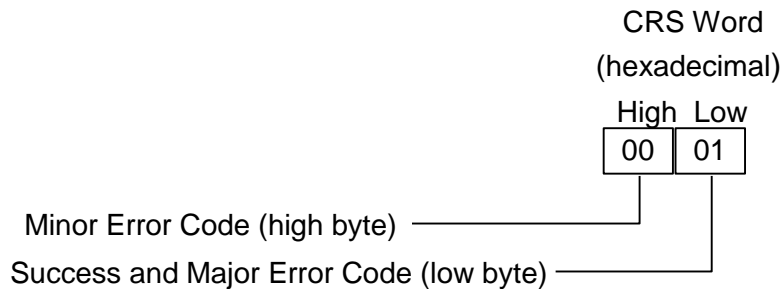 CRS Word
(hexadecimal)
High Low
00 01
Minor Error Code (high byte)
Success and Major Error Code (low byte)